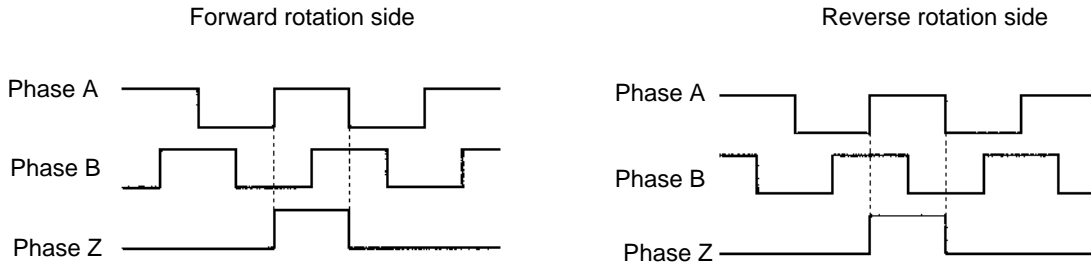 Forward rotation side
Phase A
Phase B
Phase Z
Reverse rotation side
Phase A
Phase B
Phase Z